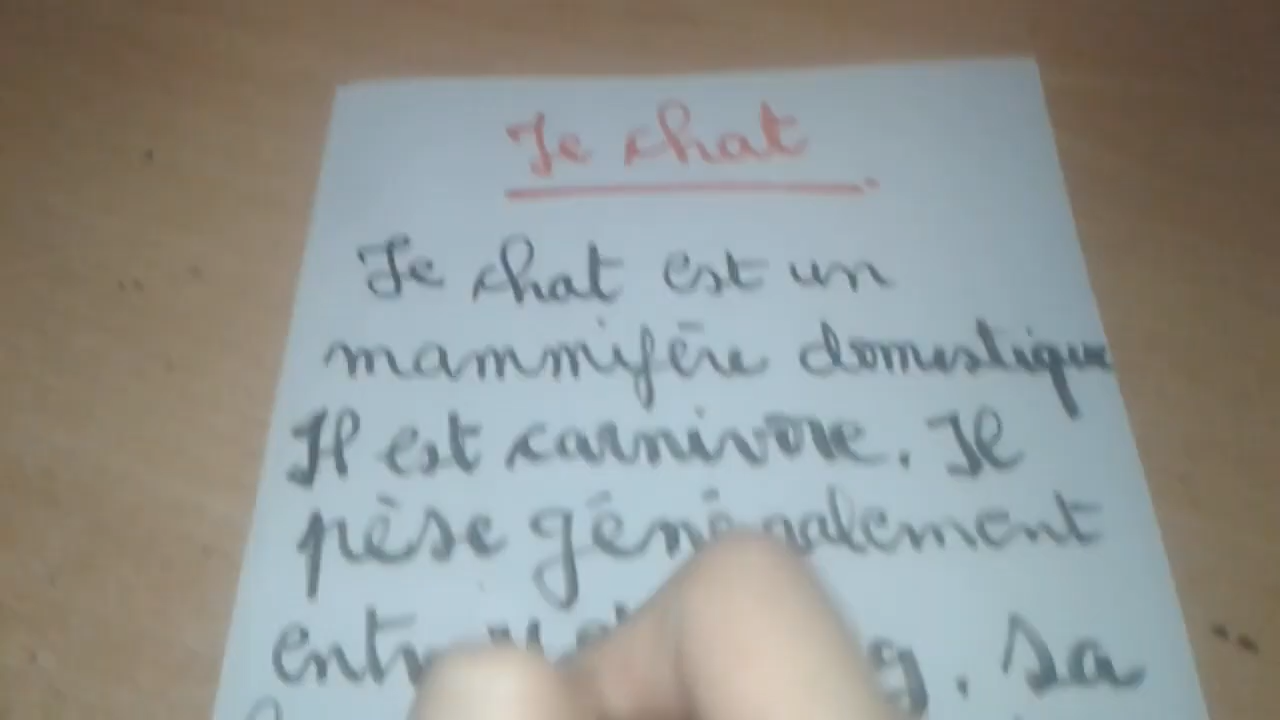 Le chat
Le chat est un
mammifère domestique
Il est carnivore. Il
pèse généralement
sa